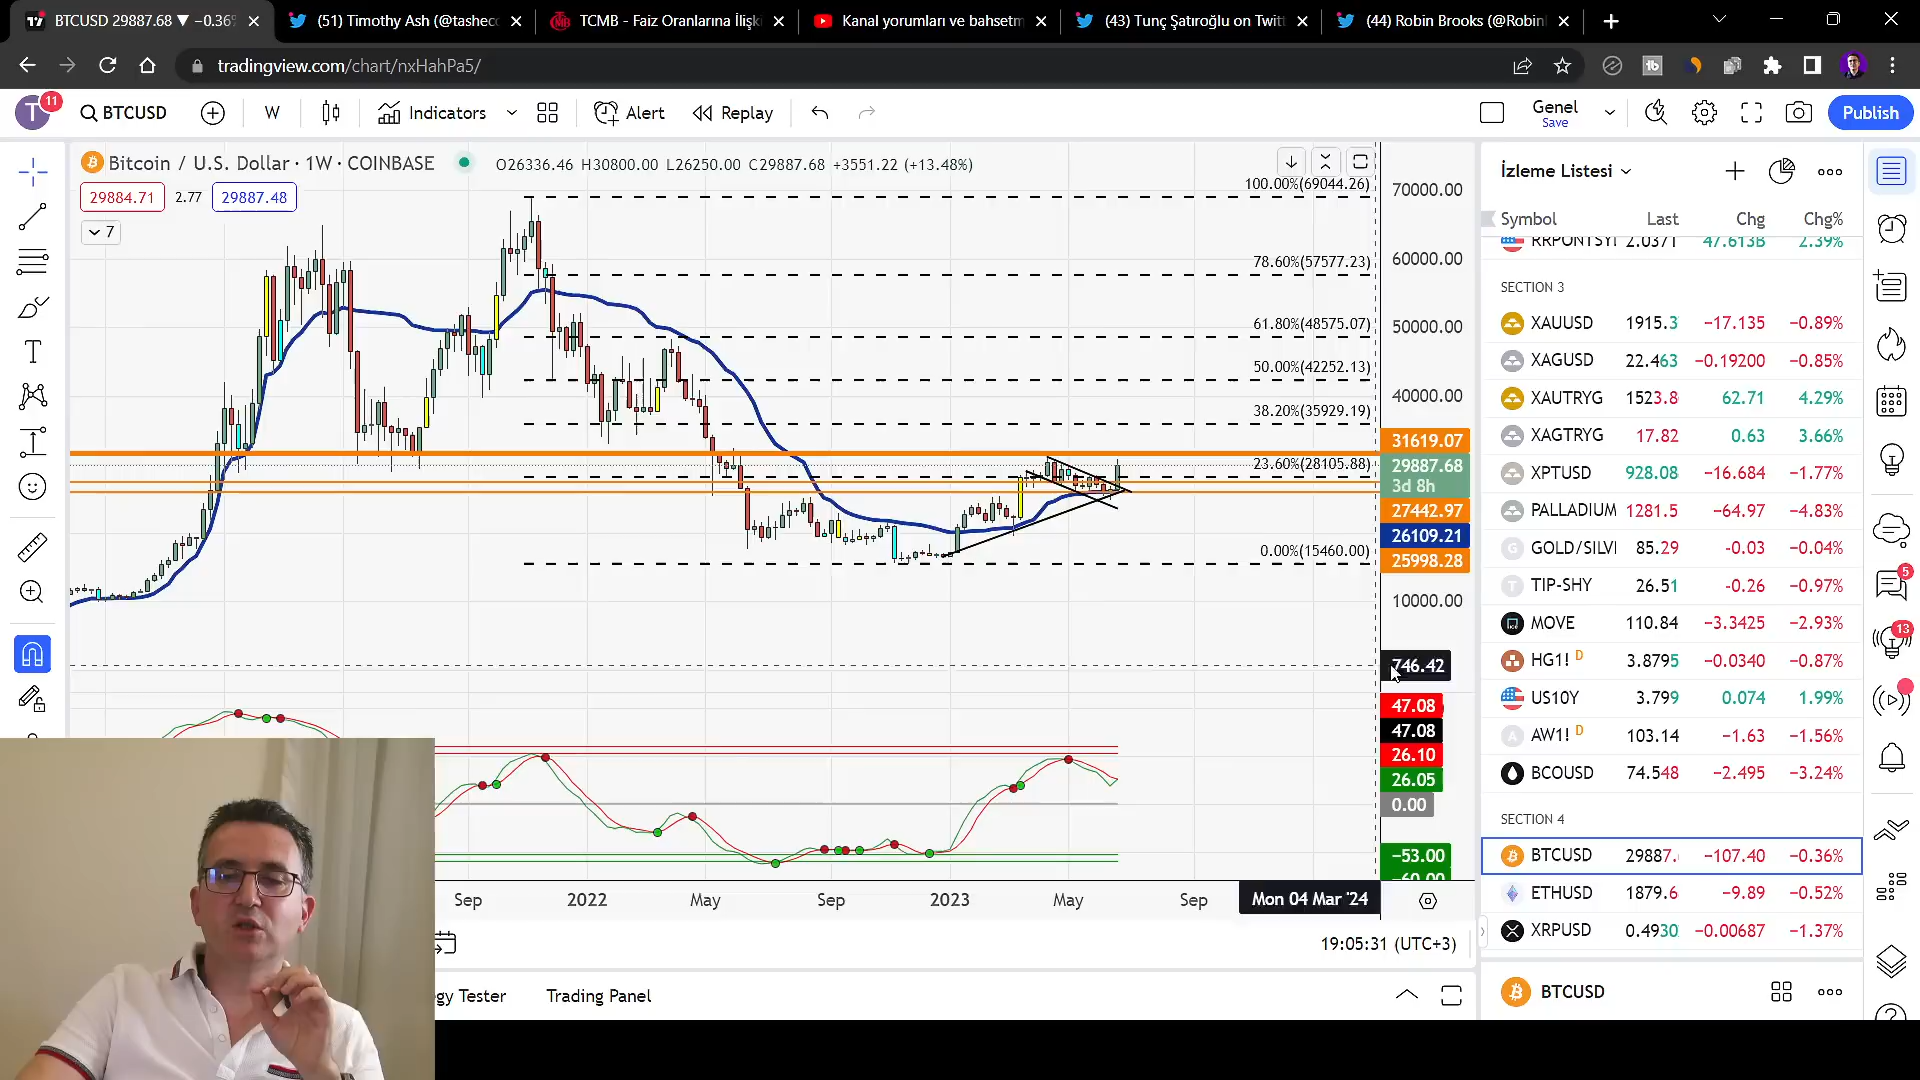 BTCUSD 29887.68 ▼ −0.36
(51) Timothy Ash (@tashecc
TCMB - Faiz Oranlarına İlişki
Kanal yorumları ve bahsetm
(43) Tunç Şatıroğlu on Twitt
(44) Robin Brooks (@Robin
tradingview.com/chart/nxHahPa5/
T
11
BTCUSD
W
Indicators
Alert
Replay
Genel
Save
Publish
Bitcoin / U.S. Dollar · 1W · COINBASE
O26336.46 H30800.00 L26250.00 C29887.68 +3551.22 (+13.48%)
29884.71
2.77
29887.48
7
100.00%(69044.26)
78.60%(57577.23)
61.80%(48575.07)
50.00%(42252.13)
38.20%(35929.19)
23.60%(28105.88)
0.00%(15460.00)
70000.00
60000.00
50000.00
40000.00
31619.07
29887.68
3d 8h
27442.97
26109.21
25998.28
10000.00
746.42
47.08
47.08
26.10
26.05
0.00
−53.00
−60.00
Sep
2022
May
Sep
2023
May
Sep
Mon 04 Mar '24
19:05:31 (UTC+3)
gy Tester
Trading Panel
İzleme Listesi
Symbol Last Chg Chg%
RRPONTSYI 2.0371 47.613B 2.39%
SECTION 3
XAUUSD 1915.3 −17.135 −0.89%
XAGUSD 22.463 −0.19200 −0.85%
XAUTRYG 1523.8 62.71 4.29%
XAGTRYG 17.82 0.63 3.66%
XPTUSD 928.08 −16.684 −1.77%
PALLADIUM 1281.5 −64.97 −4.83%
GOLD/SILVI 85.29 −0.03 −0.04%
TIP-SHY 26.51 −0.26 −0.97%
MOVE 110.84 −3.3425 −2.93%
HG1! D 3.8795 −0.0340 −0.87%
US10Y 3.799 0.074 1.99%
AW1! D 103.14 −1.63 −1.56%
BCOUSD 74.548 −2.495 −3.24%
SECTION 4
BTCUSD 29887. −107.40 −0.36%
ETHUSD 1879.6 −9.89 −0.52%
XRPUSD 0.4930 −0.00687 −1.37%
BTCUSD
5
13